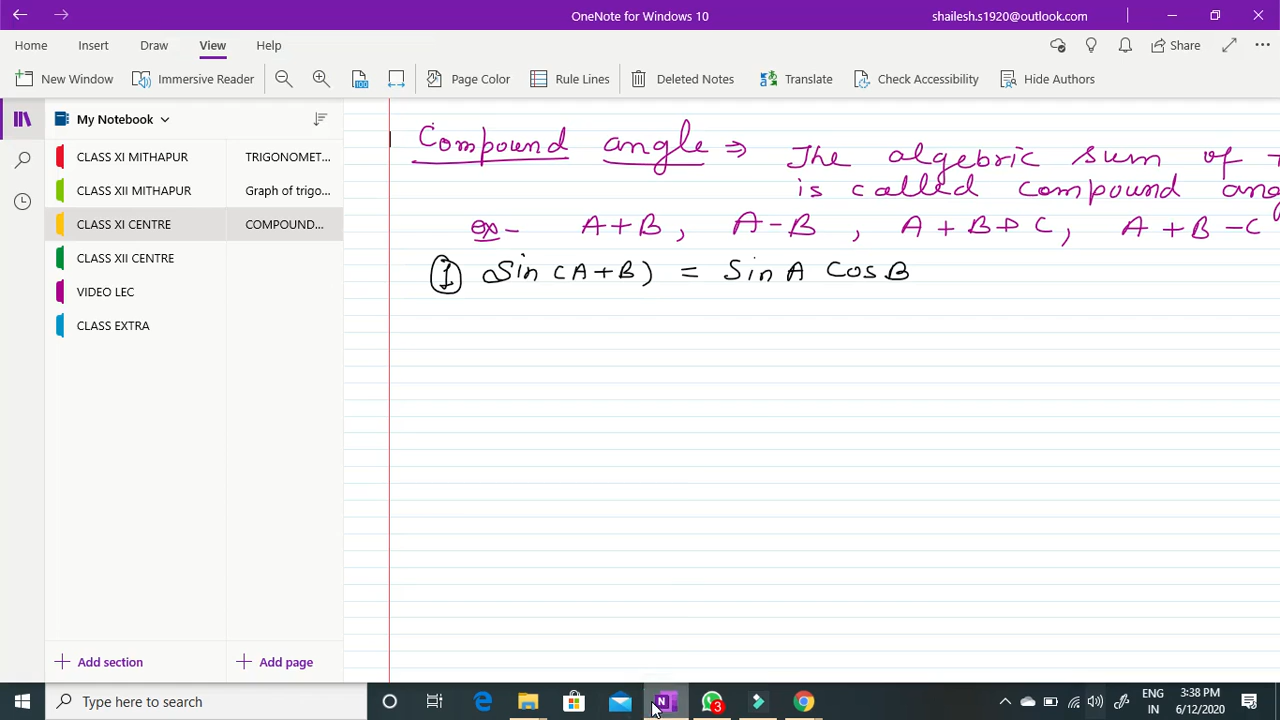 OneNote for Windows 10
shailesh.s1920@outlook.com
Home Insert Draw View Help
Share
New Window Immersive Reader Page Color Rule Lines Deleted Notes Translate Check Accessibility Hide Authors
My Notebook
CLASS XI MITHAPUR TRIGONOMET...
CLASS XII MITHAPUR Graph of trigo...
CLASS XI CENTRE COMPOUND...
CLASS XII CENTRE
VIDEO LEC
CLASS EXTRA
Compound angle ⇒ The algebric sum of
is called compound
ex- A+B, A-B, A+B+C, A+B-C
(I) Sin(A+B) = Sin A Cos B
+ Add section + Add page
Type here to search
3
ENG
IN
3:38 PM
6/12/2020